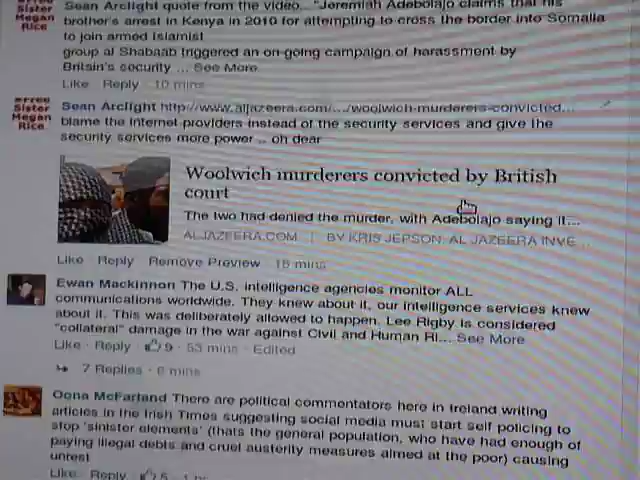 Sean Arclight quote from the video... "Jeremiah Adebolajo claims that his
brother's arrest in Kenya in 2010 for attempting to cross the border into Somalia
to join armed Islamist
group al Shabaab triggered an on-going campaign of harassment by
Britain's security ... See More
Like · Reply · 10 mins
#Free
Sister
Megan
Rice
Sean Arclight http://www.aljazeera.com/.../woolwich-murderers-convicted...
blame the internet providers instead of the security services and give the
security services more power .. oh dear
Woolwich murderers convicted by British
court
The two had denied the murder, with Adebolajo saying it...
ALJAZEERA.COM | BY KRIS JEPSON: AL JAZEERA INVE...
Like · Reply · Remove Preview · 15 mins
Ewan Mackinnon The U.S. intelligence agencies monitor ALL
communications worldwide. They knew about it, our intelligence services knew
about it. This was deliberately allowed to happen. Lee Rigby is considered
"collateral" damage in the war against Civil and Human Ri... See More
Like · Reply · 9 · 53 mins · Edited
7 Replies · 6 mins
Oona McFarland There are political commentators here in Ireland writing
articles in the Irish Times suggesting social media must start self policing to
stop 'sinister elements' (thats the general population, who have had enough of
paying illegal debts and cruel austerity measures aimed at the poor) causing
unrest
Like · Reply · 5 · 1 hr